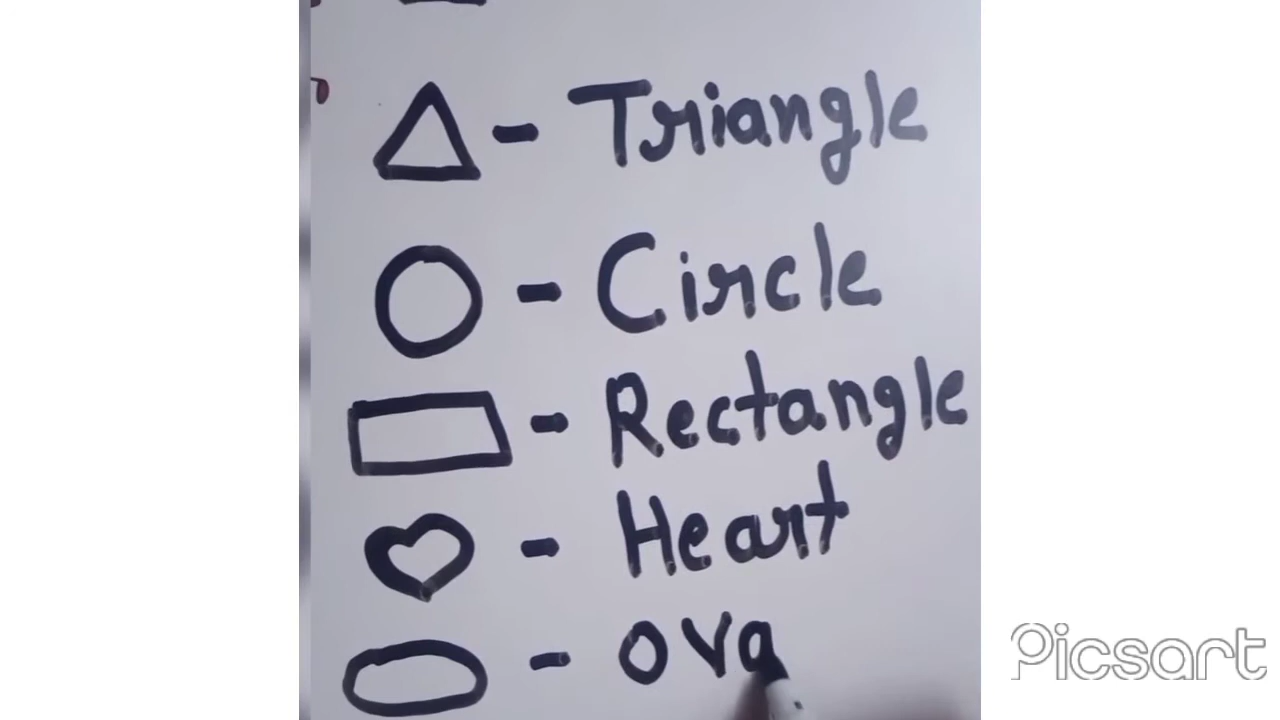 - Triangle
- Circle
- Rectangle
- Heart
- ova
Picsart